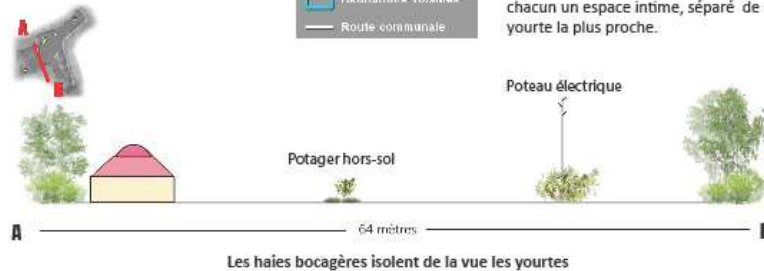 chacun un espace intime, séparé de
Route communale
yourte la plus proche.
A
B
Poteau électrique
Potager hors-sol
A
64 mètres
Les haies bocagères isolent de la vue les yourtes